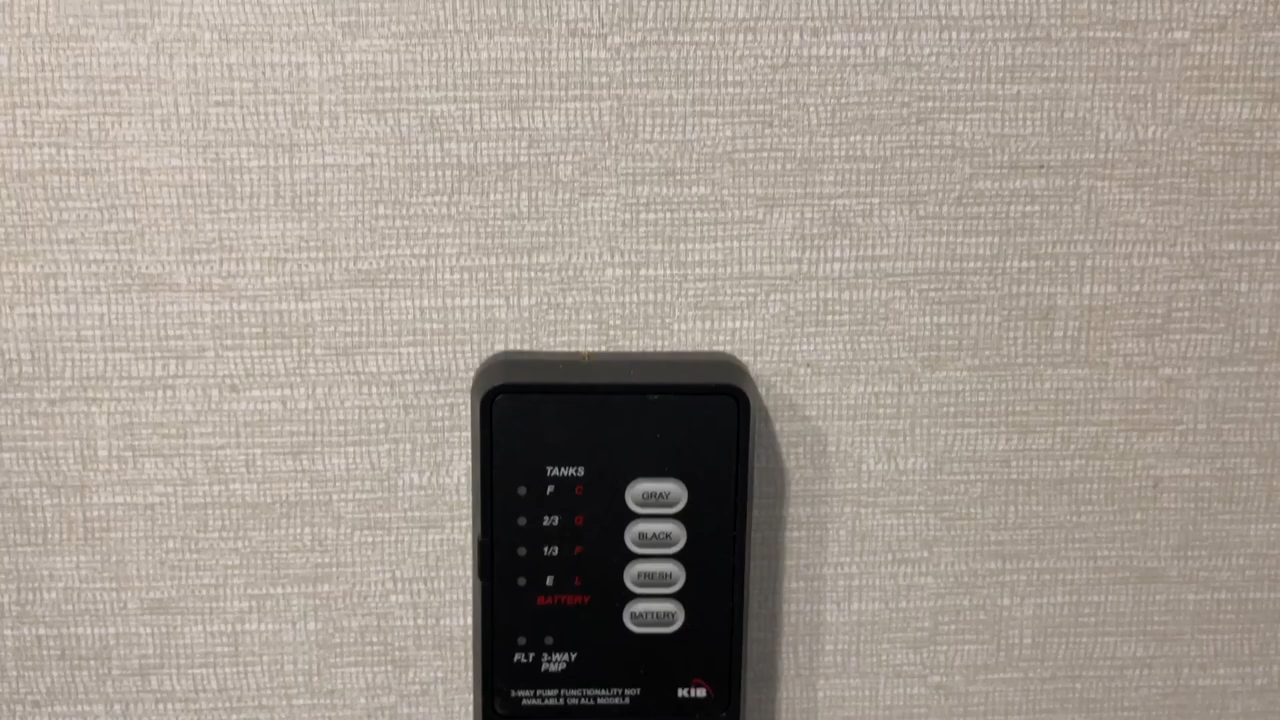 TANKS
F C GRAY
2/3 G BLACK
1/3 F FRESH
E L
BATTERY BATTERY
FLT 3-WAY
PMP
3-WAY PUMP FUNCTIONALITY NOT
AVAILABLE ON ALL MODELS
KIB